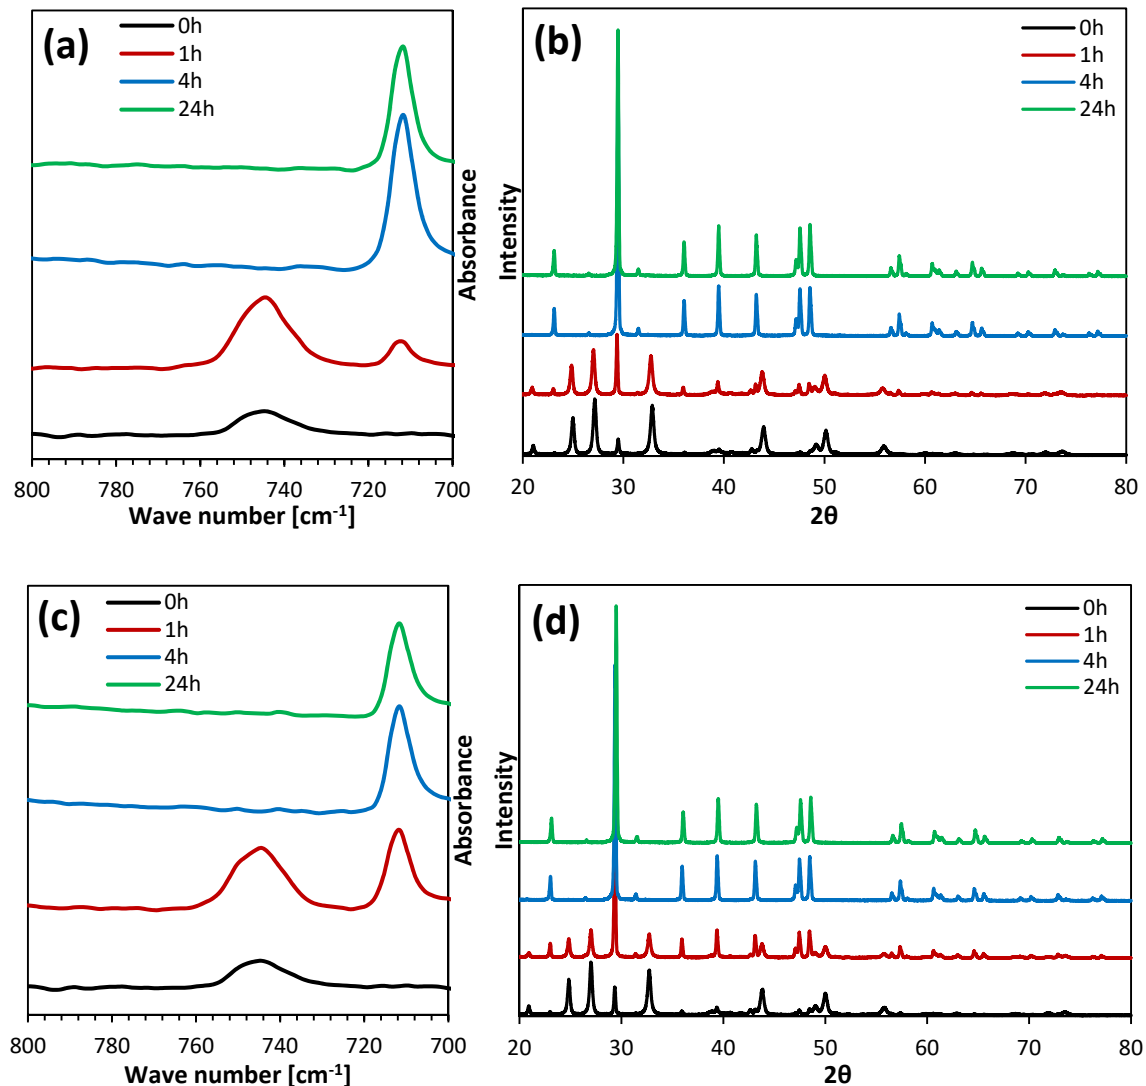 (a)
0h
1h
4h
24h
Absorbance
800 780 760 740 720 700
Wave number [cm-1]
(b)
0h
1h
4h
24h
Intensity
20 30 40 50 60 70 80
2θ
(c)
0h
1h
4h
24h
Absorbance
800 780 760 740 720 700
Wave number [cm-1]
(d)
0h
1h
4h
24h
Intensity
20 30 40 50 60 70 80
2θ